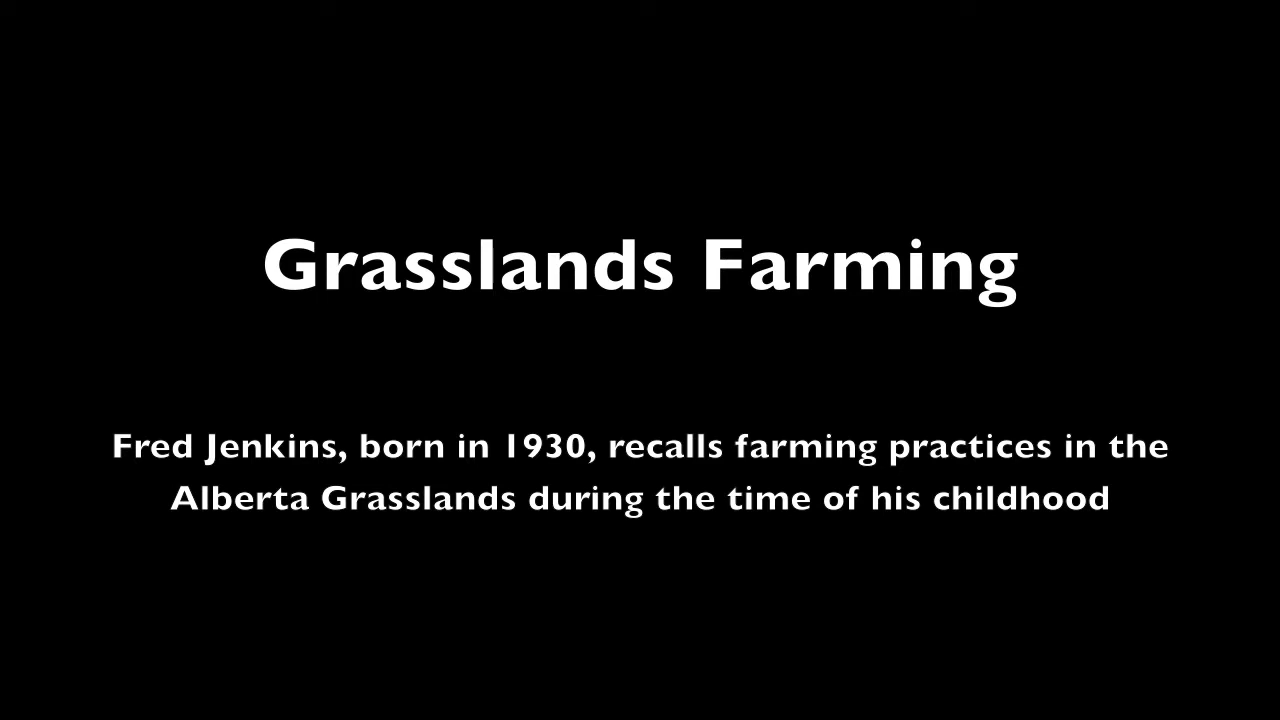 Grasslands Farming
Fred Jenkins, born in 1930, recalls farming practices in the
Alberta Grasslands during the time of his childhood